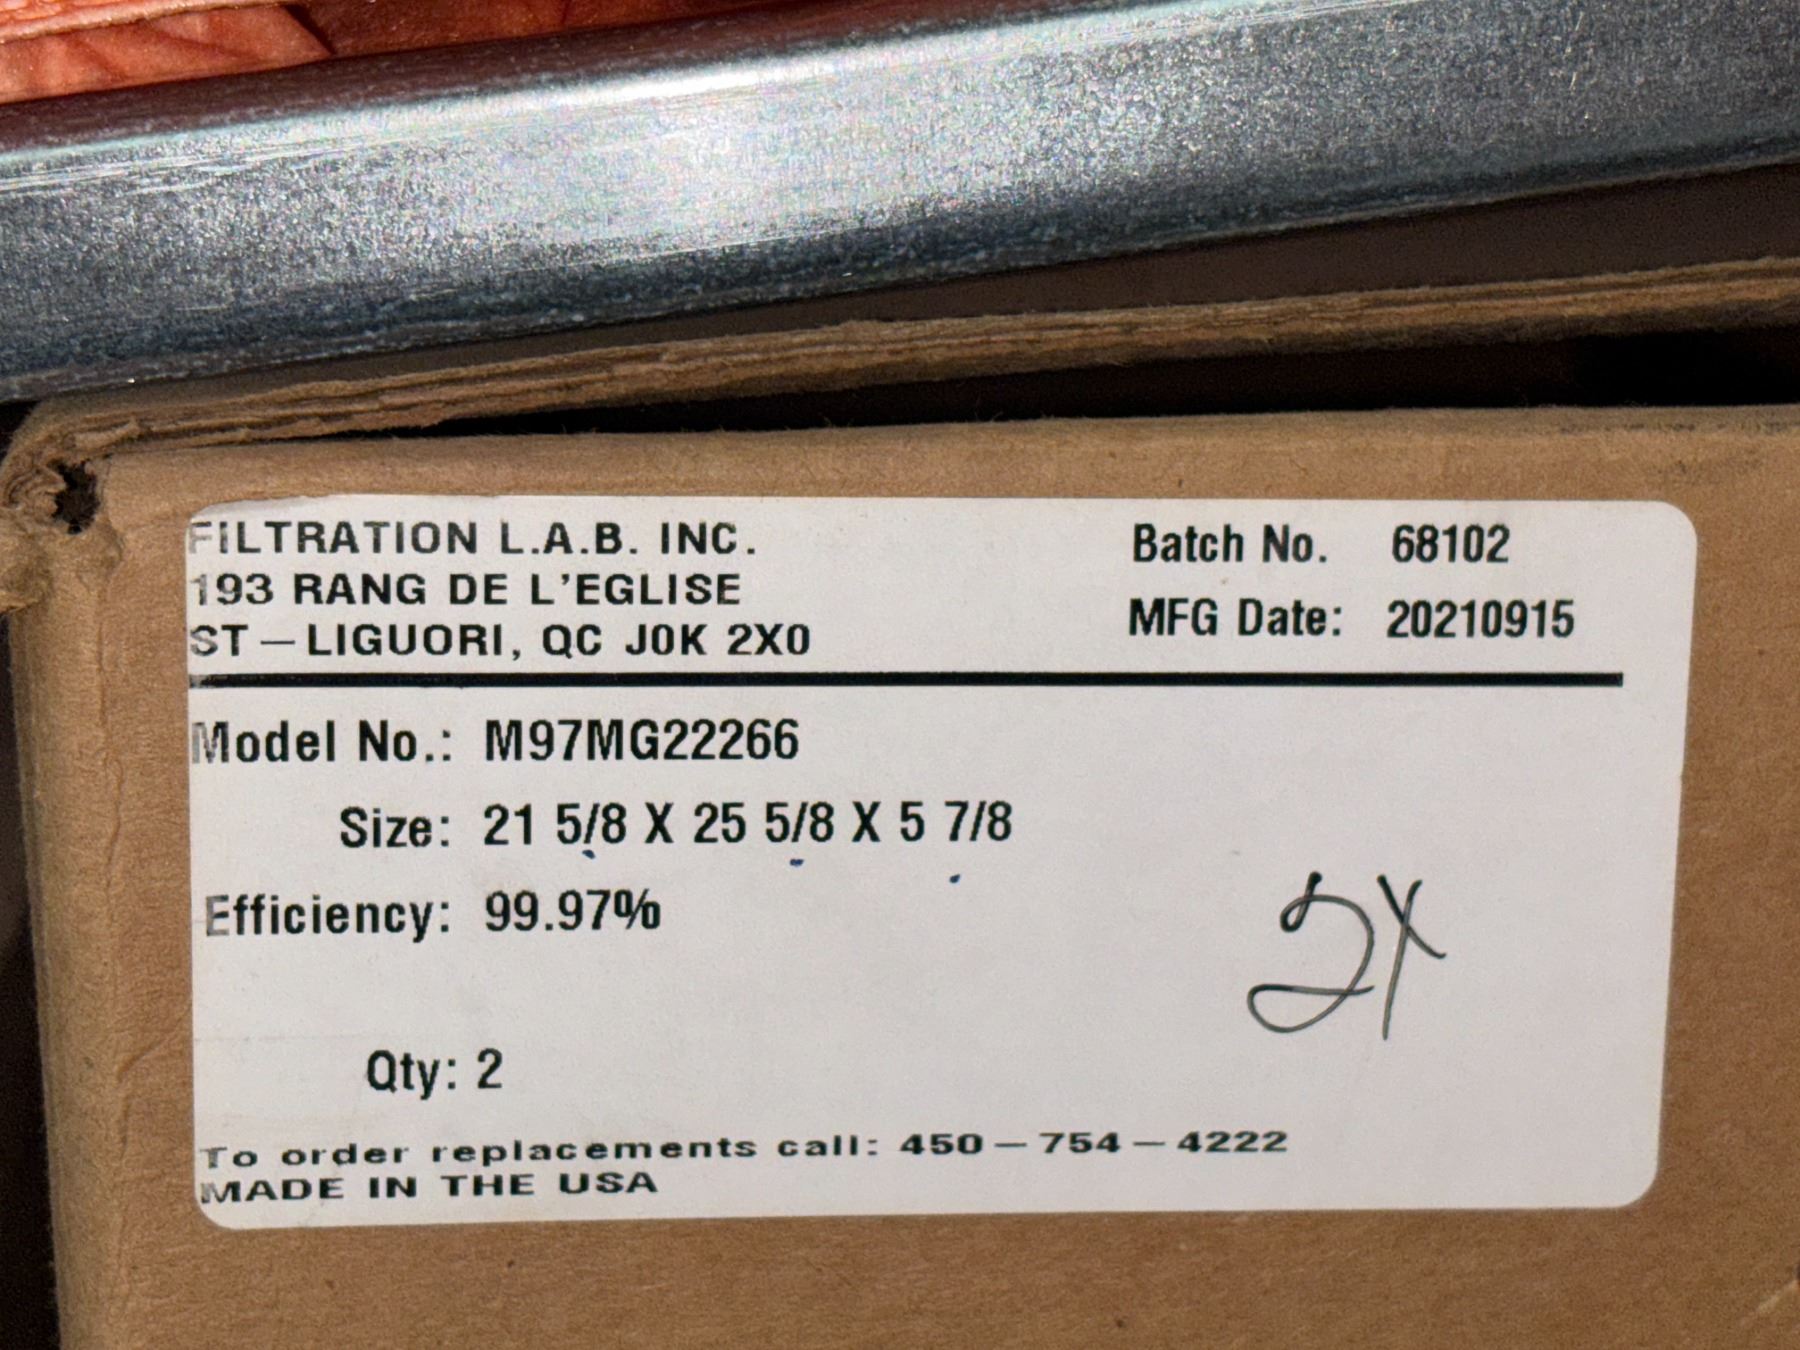 FILTRATION L.A.B. INC.
193 RANG DE L'EGLISE
ST – LIGUORI, QC J0K 2X0
Batch No. 68102
MFG Date: 20210915
Model No.: M97MG22266
Size: 21 5/8 X 25 5/8 X 5 7/8
Efficiency: 99.97%
2X
Qty: 2
To order replacements call: 450 – 754 – 4222
MADE IN THE USA